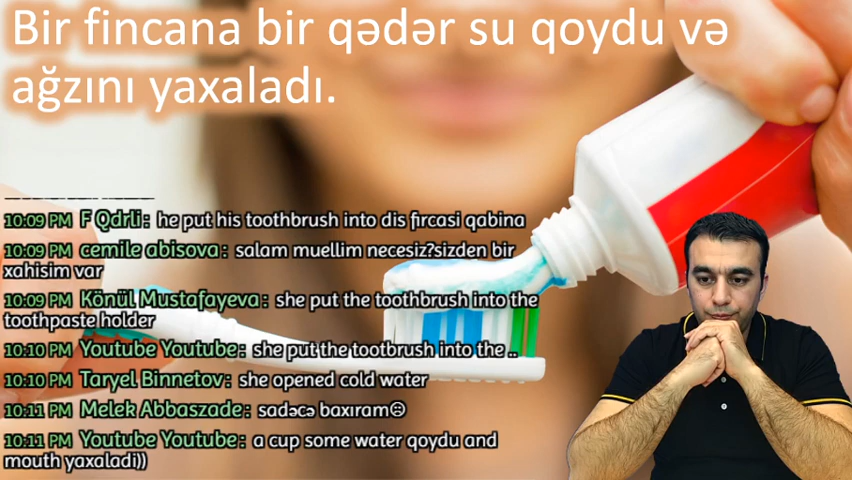 Bir fincana bir qədər su qoydu və
ağzını yaxaladı.
10:09 PM F Qdrli: he put his toothbrush into dis fircasi qabina
10:09 PM cemile abisova: salam muellim necesiz?sizden bir
xahisim var
10:09 PM Könül Mustafayeva: she put the toothbrush into the
toothpaste holder
10:10 PM Youtube Youtube: she put the tootbrush into the ..
10:10 PM Taryel Binnetov: she opened cold water
10:11 PM Melek Abbaszade: sadəcə baxıram☹
10:11 PM Youtube Youtube: a cup some water qoydu and
mouth yaxaladi))